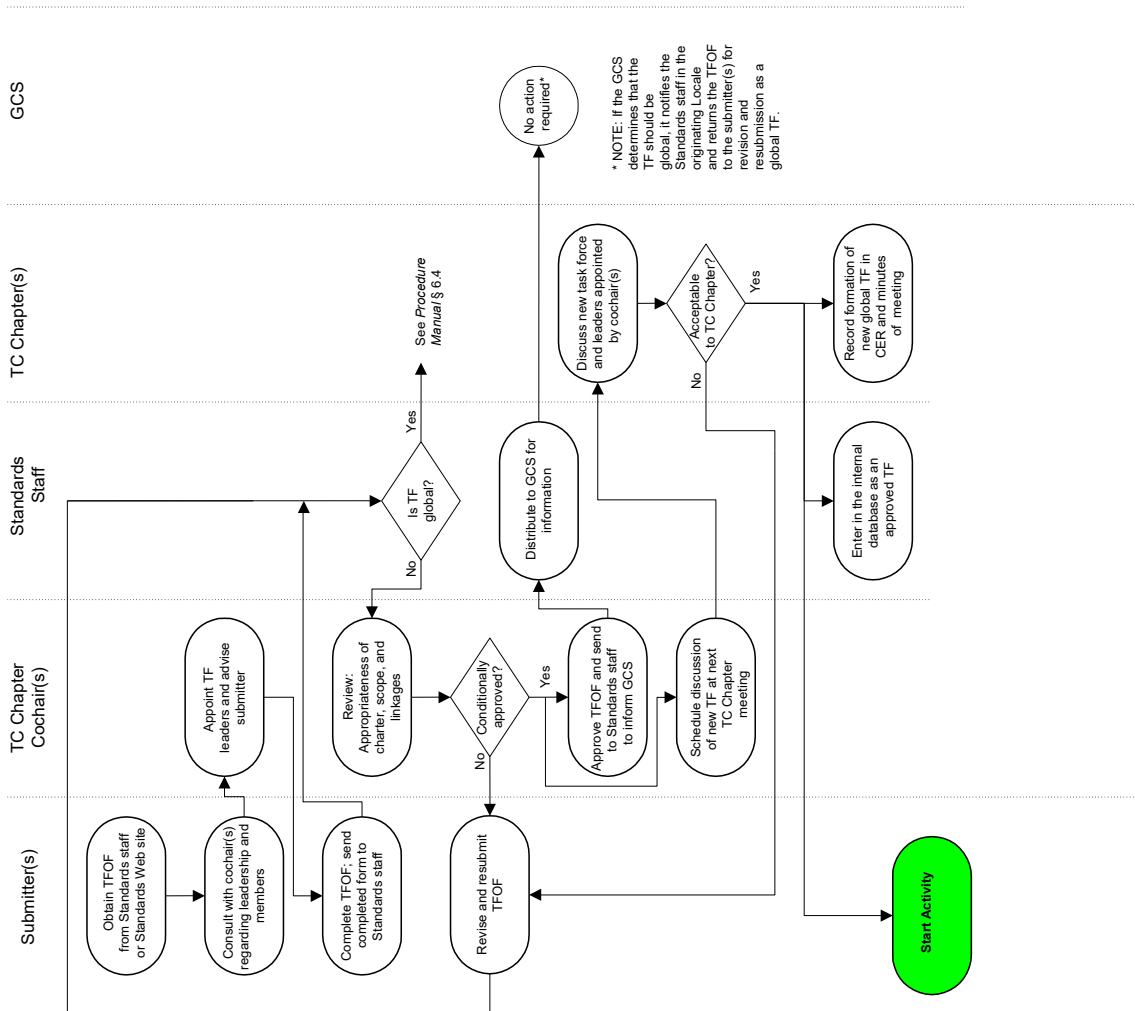 Submitter(s)
TC Chapter
Cochair(s)
Standards
Staff
TC Chapter(s)
GCS
Obtain TFOF
from Standards staff
or Standards Web site
Consult with cochair(s)
regarding leadership and
members
Appoint TF
leaders and advise
submitter
Complete TFOF; send
completed form to
Standards staff
Is TF
global?
Yes
See Procedure
Manual § 6.4
No
Review:
Appropriateness of
charter, scope, and
linkages
Conditionally
approved?
No
Yes
Revise and resubmit
TFOF
Approve TFOF and send
to Standards staff
to inform GCS
Distribute to GCS for
information
No action
required*
* NOTE: If the GCS
determines that the
TF should be
global, it notifies the
Standards staff in the
originating Locale
and returns the TFOF
to the submitter(s) for
revision and
resubmission as a
global TF.
Schedule discussion
of new TF at next
TC Chapter
meeting
Discuss new task force
and leaders appointed
by cochair(s)
Acceptable
to TC Chapter?
No
Yes
Start Activity
Enter in the internal
database as an
approved TF
Record formation of
new global TF in
CER and minutes
of meeting